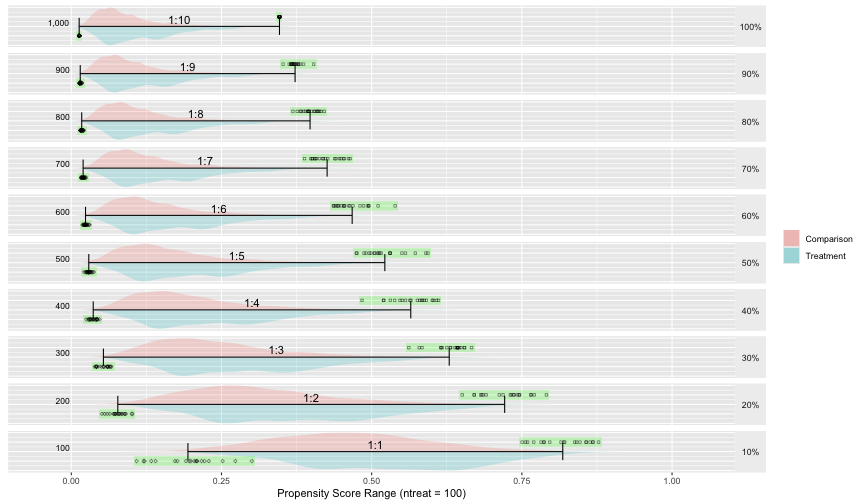 1,000 1:10 100%
900 1:9 90%
800 1:8 80%
700 1:7 70%
600 1:6 60%
500 1:5 50%
400 1:4 40%
300 1:3 30%
200 1:2 20%
100 1:1 10%
0.00 0.25 0.50 0.75 1.00
Propensity Score Range (ntreat = 100)
Comparison
Treatment